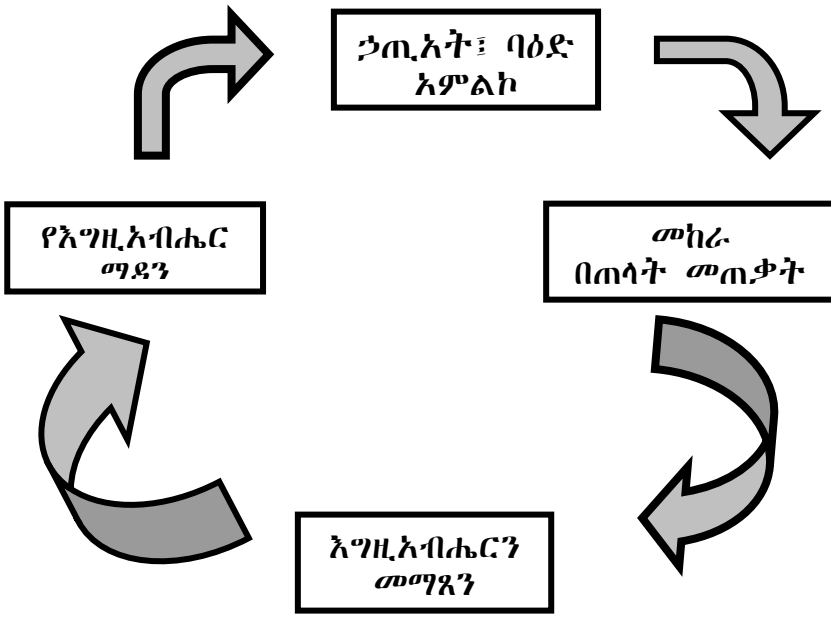 ኃጢአት፤ ባዕድ
አምልኮ
መከራ
በጠላት መጠቃት
እግዚአብሔርን
መማጸን
የእግዚአብሔር
ማዳን